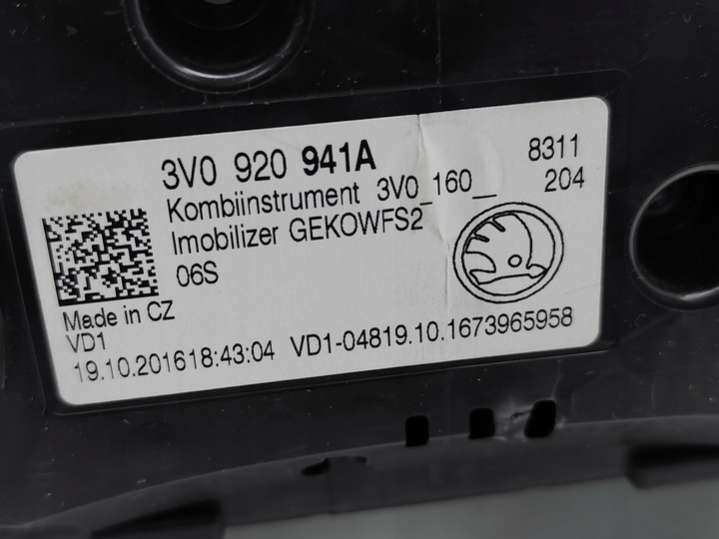 3V0 920 941A 8311
Kombiinstrument 3V0_160__ 204
Imobilizer GEKOWFS2
06S
Made in CZ
VD1
19.10.201618:43:04 VD1-04819.10.1673965958